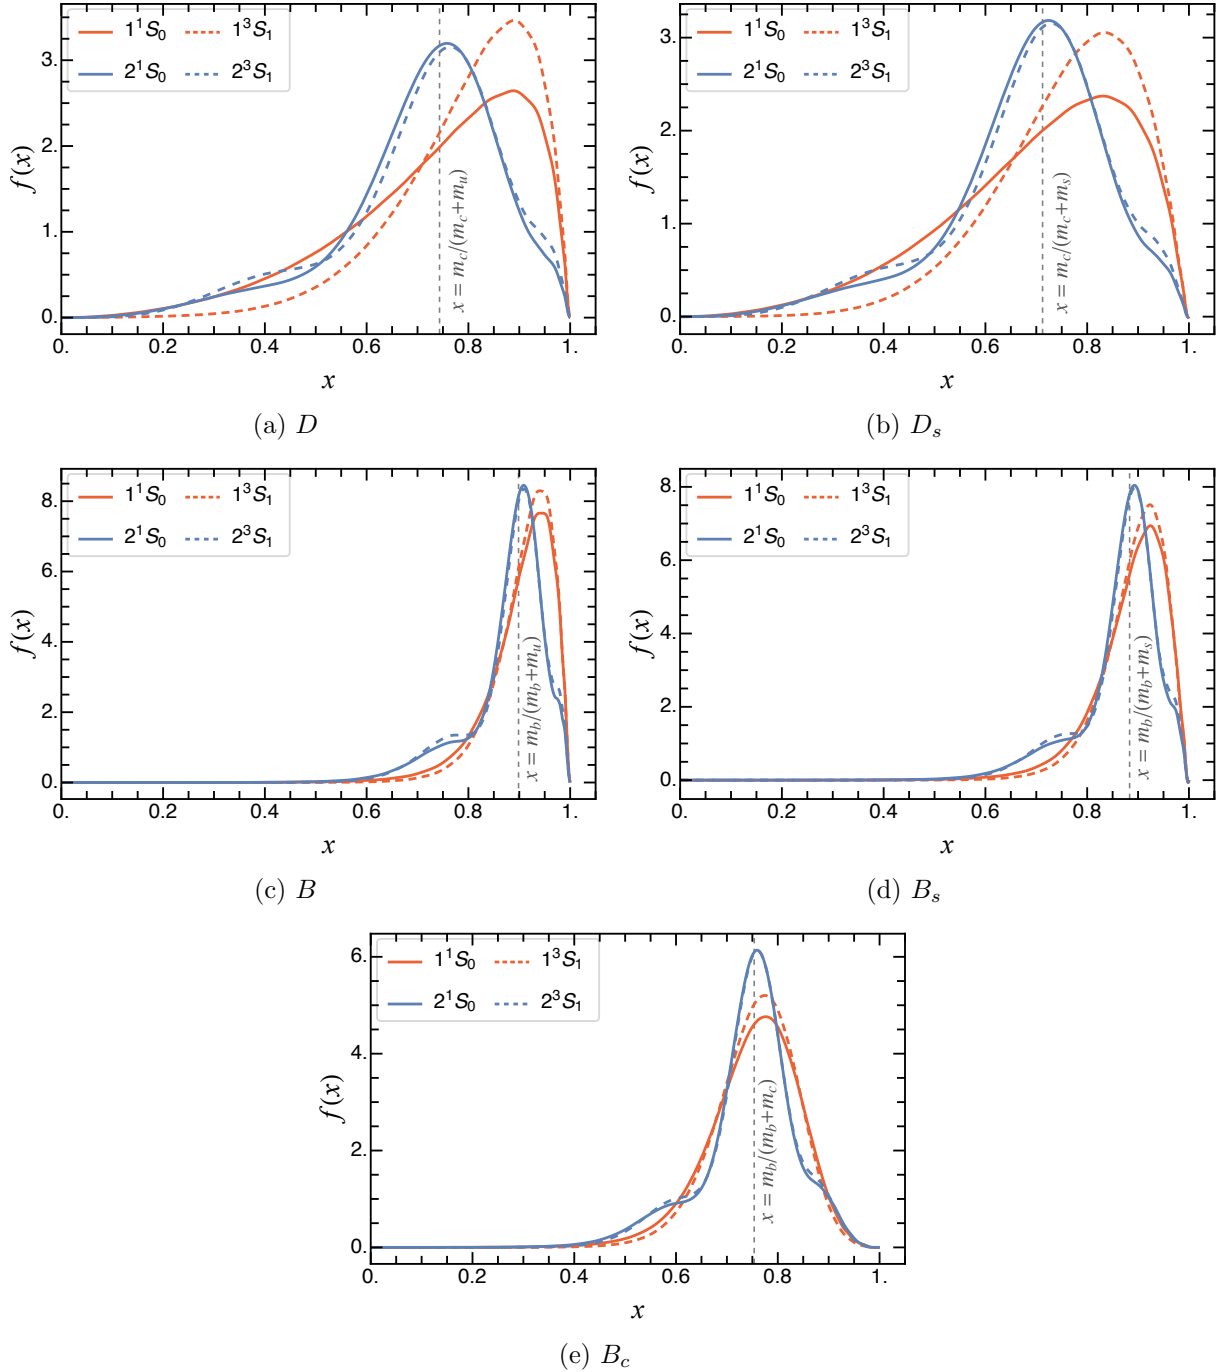 1¹S₀ 1³S₁
2¹S₀ 2³S₁
3.
2.
1.
0.
f(x)
x = m_c/(m_c+m_u)
0. 0.2 0.4 0.6 0.8 1.
x
(a) D
1¹S₀ 1³S₁
2¹S₀ 2³S₁
3.
2.
1.
0.
f(x)
x = m_c/(m_c+m_s)
0. 0.2 0.4 0.6 0.8 1.
x
(b) D_s
1¹S₀ 1³S₁
2¹S₀ 2³S₁
8.
6.
4.
2.
0.
f(x)
x = m_b/(m_b+m_u)
0. 0.2 0.4 0.6 0.8 1.
x
(c) B
1¹S₀ 1³S₁
2¹S₀ 2³S₁
8.
6.
4.
2.
0.
f(x)
x = m_b/(m_b+m_s)
0. 0.2 0.4 0.6 0.8 1.
x
(d) B_s
1¹S₀ 1³S₁
2¹S₀ 2³S₁
6.
4.
2.
0.
f(x)
x = m_b/(m_b+m_c)
0. 0.2 0.4 0.6 0.8 1.
x
(e) B_c